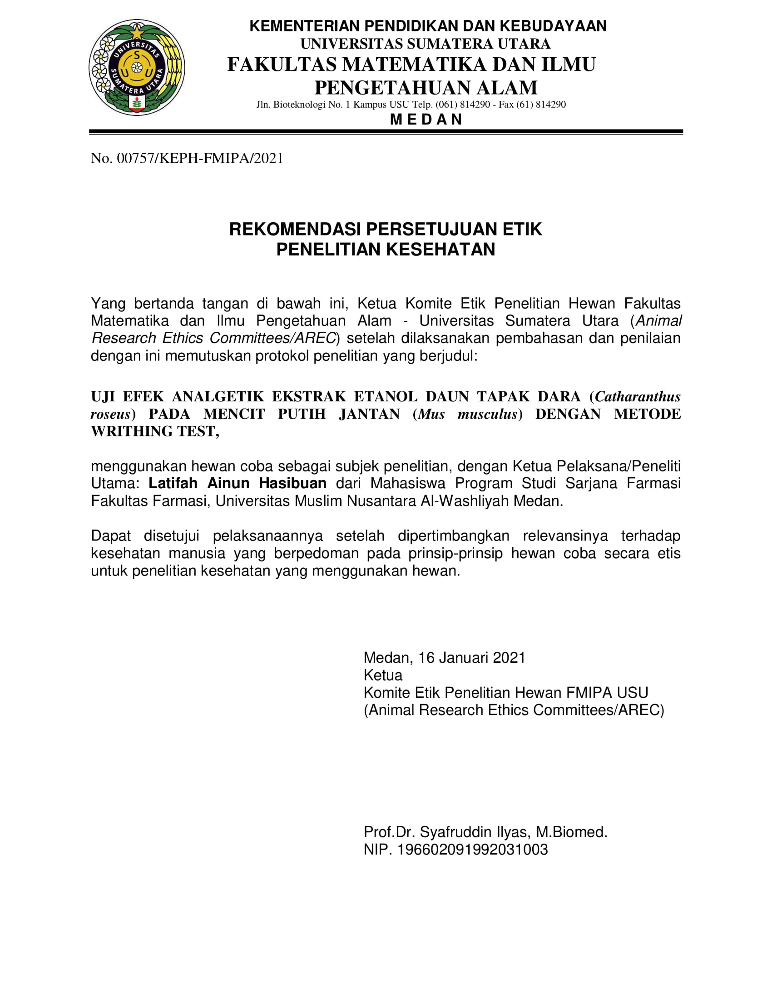 UNIVERSITAS
SUMATERA UTARA
S
U U
KEMENTERIAN PENDIDIKAN DAN KEBUDAYAAN
UNIVERSITAS SUMATERA UTARA
FAKULTAS MATEMATIKA DAN ILMU
PENGETAHUAN ALAM
Jln. Bioteknologi No. 1 Kampus USU Telp. (061) 814290 - Fax (61) 814290
M E D A N
No. 00757/KEPH-FMIPA/2021
REKOMENDASI PERSETUJUAN ETIK
PENELITIAN KESEHATAN
Yang bertanda tangan di bawah ini, Ketua Komite Etik Penelitian Hewan Fakultas
Matematika dan Ilmu Pengetahuan Alam - Universitas Sumatera Utara (Animal
Research Ethics Committees/AREC) setelah dilaksanakan pembahasan dan penilaian
dengan ini memutuskan protokol penelitian yang berjudul:
UJI EFEK ANALGETIK EKSTRAK ETANOL DAUN TAPAK DARA (Catharanthus
roseus) PADA MENCIT PUTIH JANTAN (Mus musculus) DENGAN METODE
WRITHING TEST,
menggunakan hewan coba sebagai subjek penelitian, dengan Ketua Pelaksana/Peneliti
Utama: Latifah Ainun Hasibuan dari Mahasiswa Program Studi Sarjana Farmasi
Fakultas Farmasi, Universitas Muslim Nusantara Al-Washliyah Medan.
Dapat disetujui pelaksanaannya setelah dipertimbangkan relevansinya terhadap
kesehatan manusia yang berpedoman pada prinsip-prinsip hewan coba secara etis
untuk penelitian kesehatan yang menggunakan hewan.
Medan, 16 Januari 2021
Ketua
Komite Etik Penelitian Hewan FMIPA USU
(Animal Research Ethics Committees/AREC)
Prof.Dr. Syafruddin Ilyas, M.Biomed.
NIP. 196602091992031003